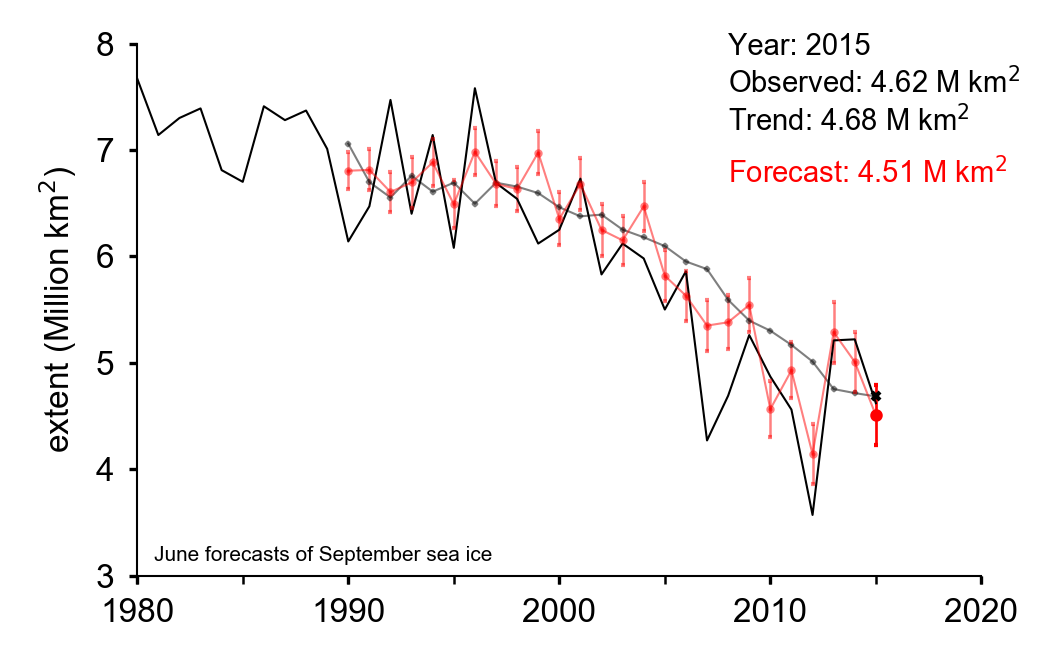 Year: 2015
Observed: 4.62 M km²
Trend: 4.68 M km²
Forecast: 4.51 M km²
8
7
6
5
4
3
extent (Million km²)
June forecasts of September sea ice
1980
1990
2000
2010
2020